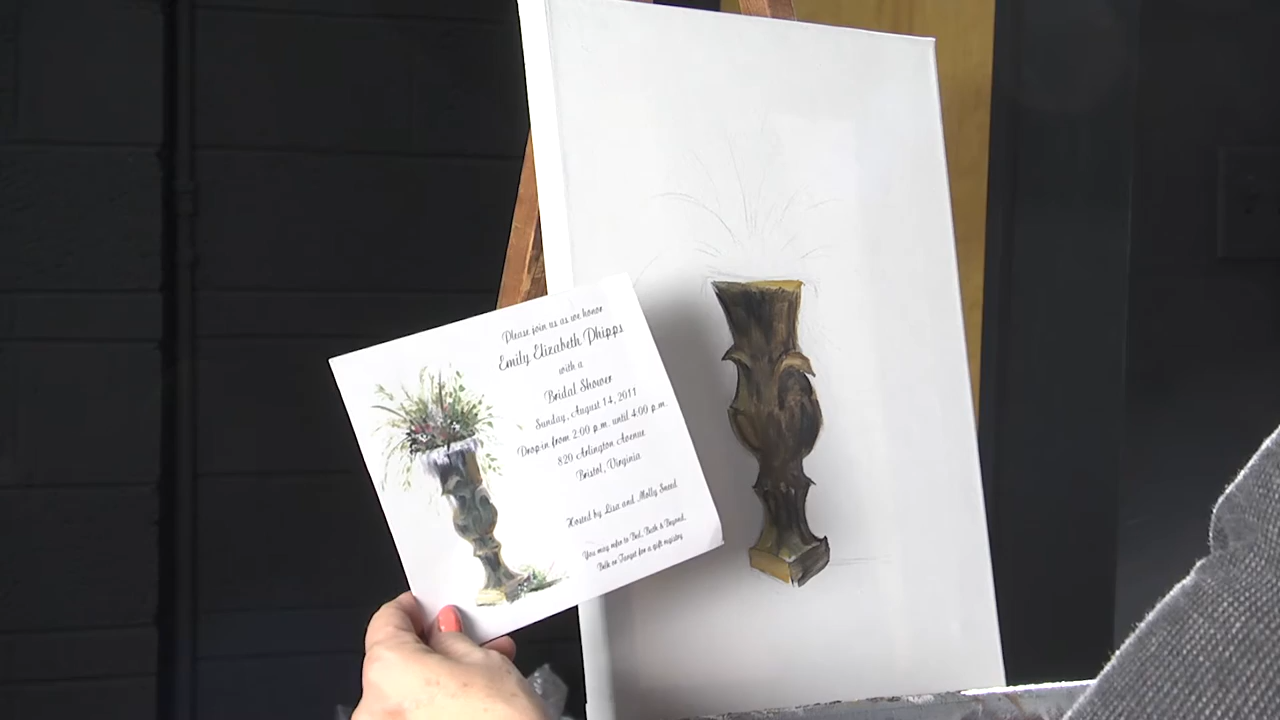 Please join us as we honor
Emily Elizabeth Phipps
with a
Bridal Shower
Sunday, August 14, 2011
Drop-in from 2:00 p.m. until 4:00 p.m.
820 Arlington Avenue
Bristol, Virginia
Hosted by Lisa and Molly Sneed
You may refer to Bed, Bath & Beyond,
Belk or Target for a gift registry